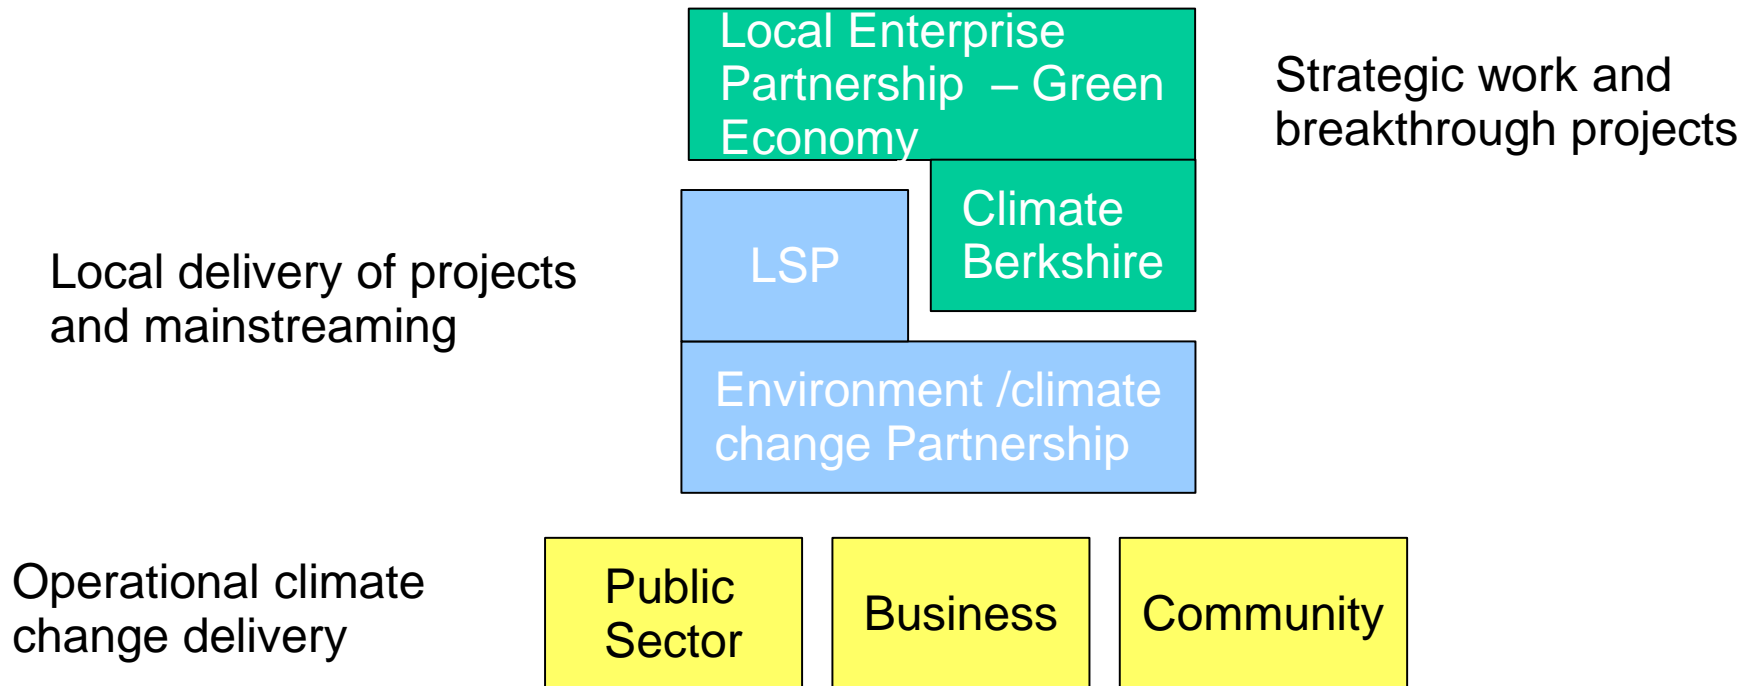 Local Enterprise
Partnership – Green
Economy
Strategic work and
breakthrough projects
Climate
Berkshire
LSP
Local delivery of projects
and mainstreaming
Environment /climate
change Partnership
Operational climate
change delivery
Public
Sector
Business
Community